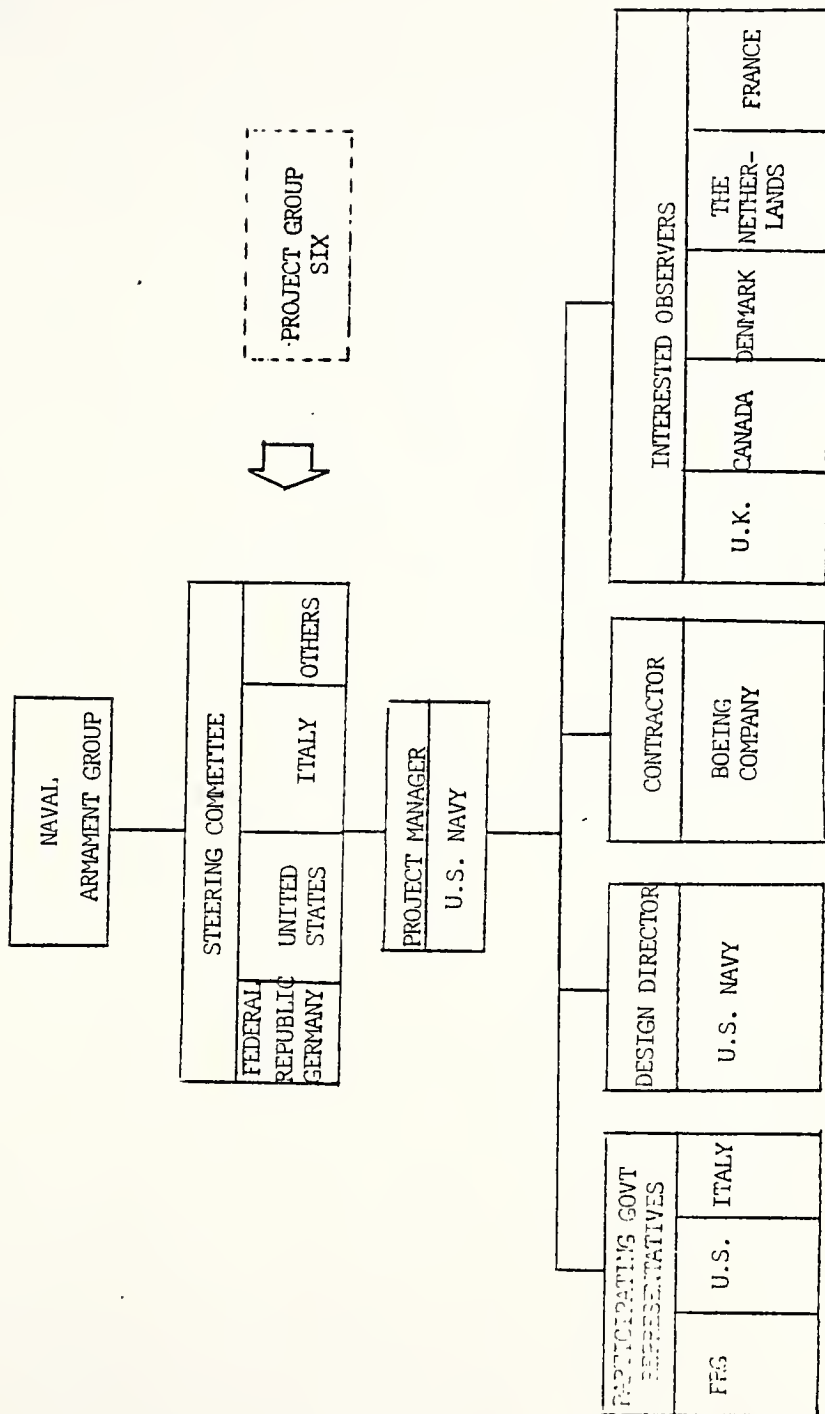 NAVAL
ARMAMENT GROUP
STEERING COMMETTEE
FEDERAL
REPUBLIC
GERMANY
UNITED
STATES
ITALY
OTHERS
PROJECT GROUP
SIX
PROJECT MANAGER
U.S. NAVY
PARTICIPATING GOVT
REPRESENTATIVES
FRG
U.S.
ITALY
DESIGN DIRECTOR
U.S. NAVY
CONTRACTOR
BOEING
COMPANY
INTERESTED OBSERVERS
U.K.
CANADA
DENMARK
THE
NETHER-
LANDS
FRANCE